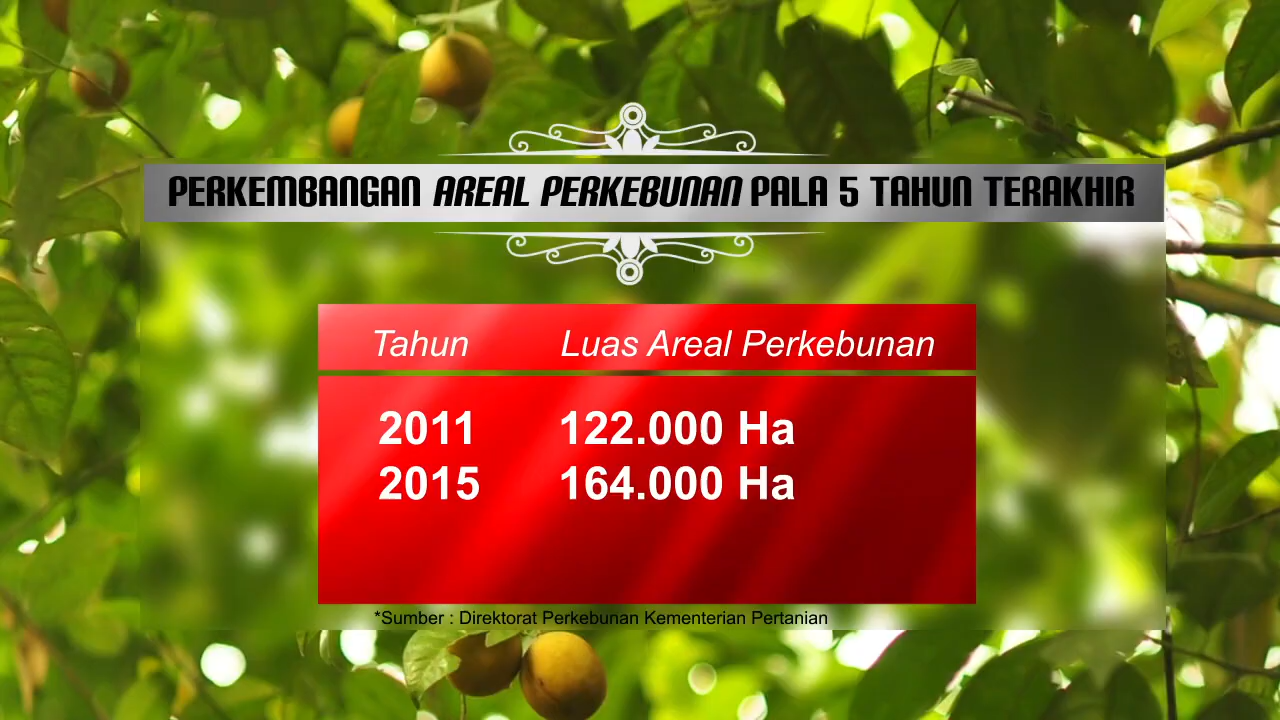 PERKEMBANGAN AREAL PERKEBUNAN PALA 5 TAHUN TERAKHIR
Tahun Luas Areal Perkebunan
2011 122.000 Ha
2015 164.000 Ha
*Sumber : Direktorat Perkebunan Kementerian Pertanian